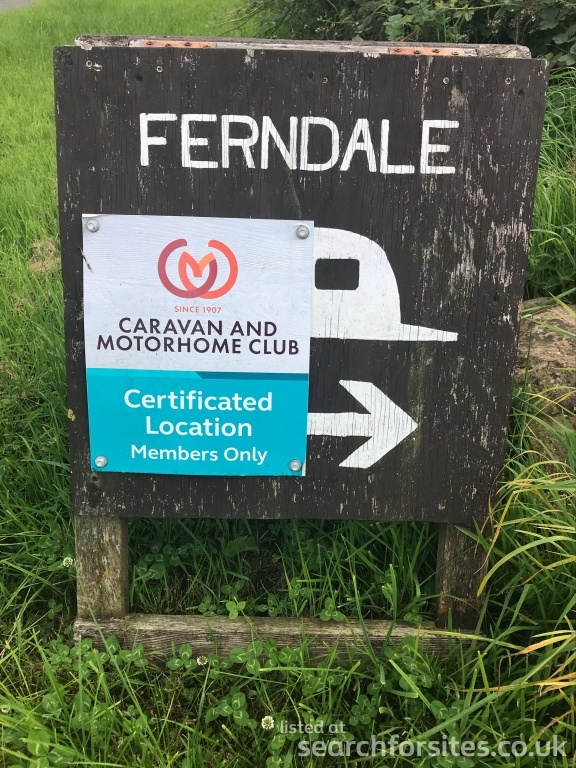 FERNDALE
SINCE 1907
CARAVAN AND
MOTORHOME CLUB
Certificated
Location
Members Only
listed at
searchforsites.co.uk